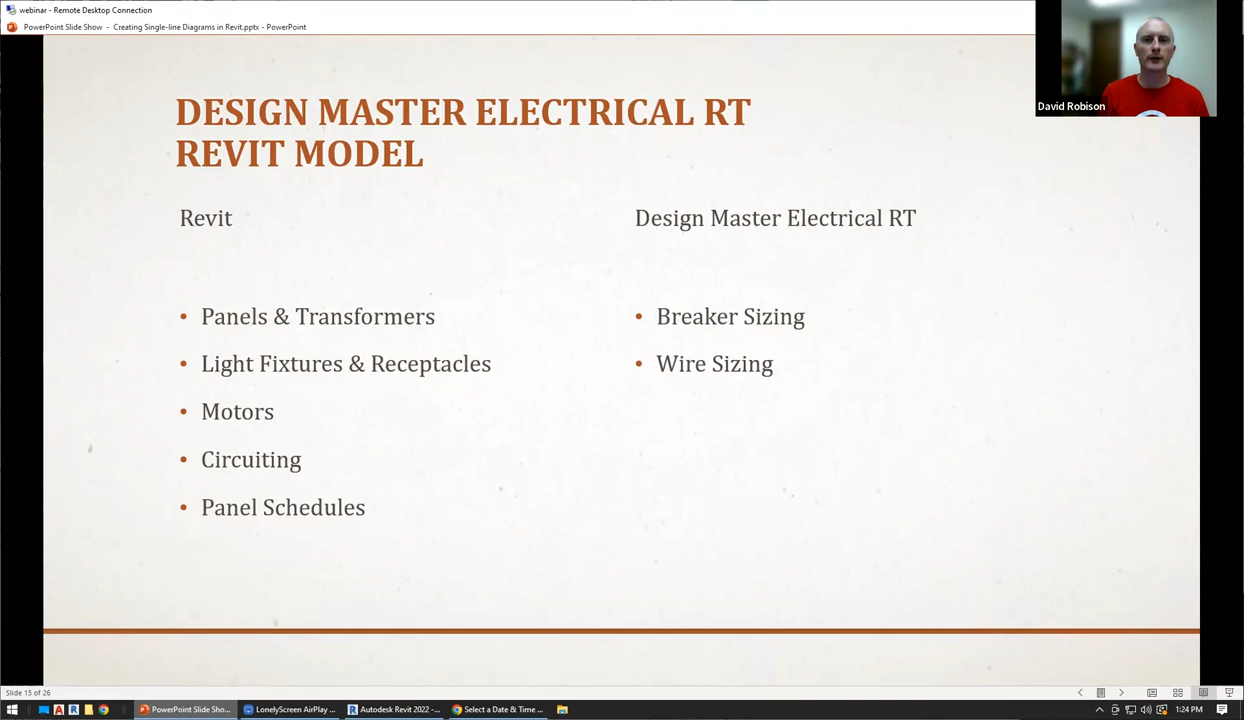 webinar - Remote Desktop Connection
PowerPoint Slide Show - Creating Single-line Diagrams in Revit.pptx - PowerPoint
David Robison
DESIGN MASTER ELECTRICAL RT
REVIT MODEL
Revit
• Panels & Transformers
• Light Fixtures & Receptacles
• Motors
• Circuiting
• Panel Schedules
Design Master Electrical RT
• Breaker Sizing
• Wire Sizing
Slide 15 of 26
PowerPoint Slide Sho...
LonelyScreen AirPlay ...
Autodesk Revit 2022 -...
Select a Date & Time ...
1:24 PM